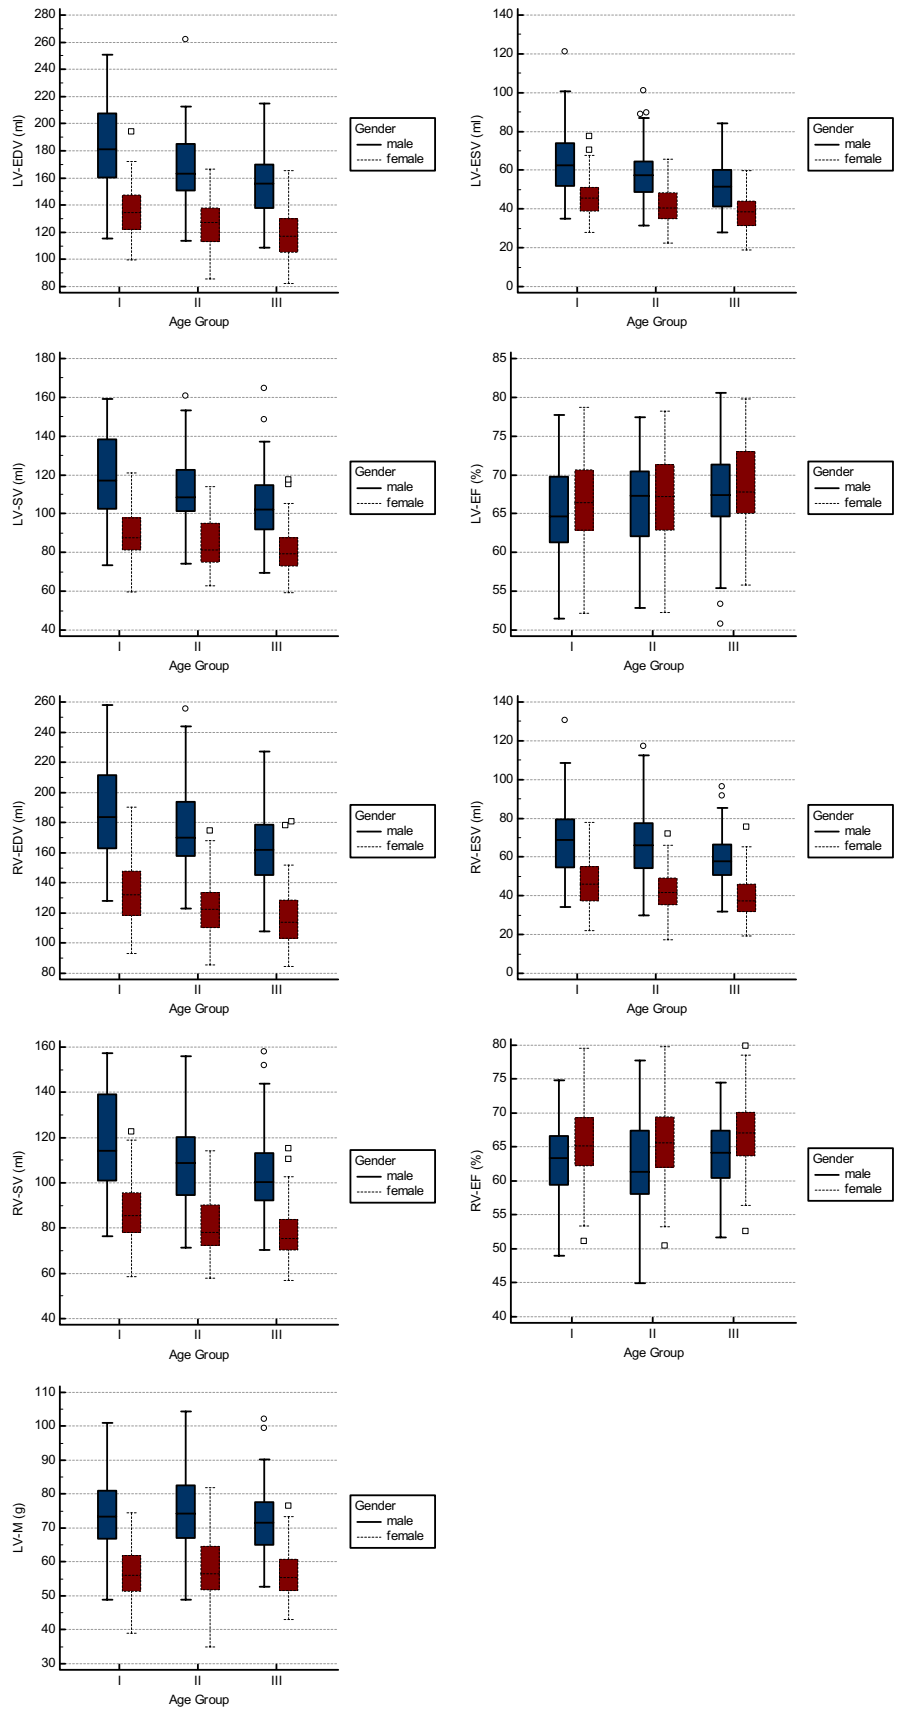 280
260
240
220
200
180
160
140
120
100
80
LV-EDV (ml)
I II III
Age Group
Gender
male
female
140
120
100
80
60
40
20
0
LV-ESV (ml)
I II III
Age Group
Gender
male
female
180
160
140
120
100
80
60
40
LV-SV (ml)
I II III
Age Group
Gender
male
female
85
80
75
70
65
60
55
50
LV-EF (%)
I II III
Age Group
Gender
male
female
260
240
220
200
180
160
140
120
100
80
RV-EDV (ml)
I II III
Age Group
Gender
male
female
140
120
100
80
60
40
20
0
RV-ESV (ml)
I II III
Age Group
Gender
male
female
160
140
120
100
80
60
40
RV-SV (ml)
I II III
Age Group
Gender
male
female
80
75
70
65
60
55
50
45
40
RV-EF (%)
I II III
Age Group
Gender
male
female
110
100
90
80
70
60
50
40
30
LV-M (g)
I II III
Age Group
Gender
male
female